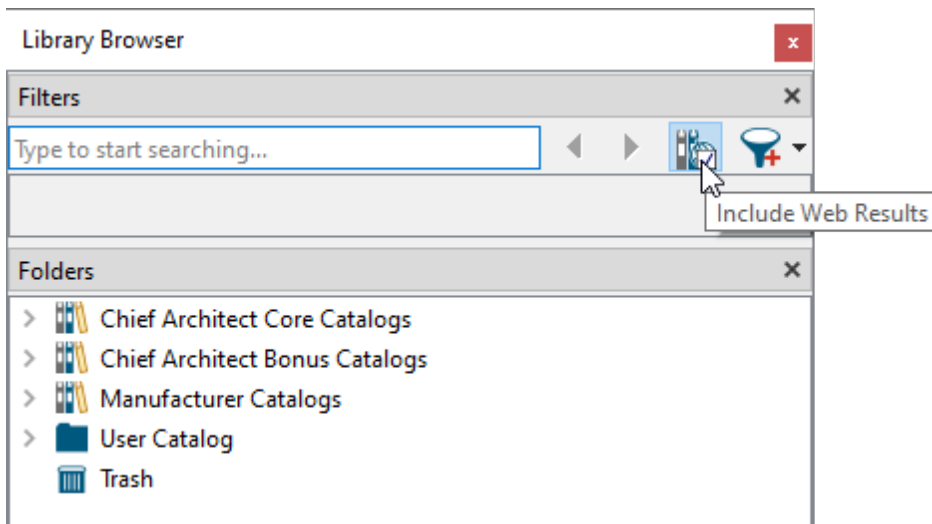 Library Browser
Filters
Type to start searching...
Include Web Results
Folders
Chief Architect Core Catalogs
Chief Architect Bonus Catalogs
Manufacturer Catalogs
User Catalog
Trash